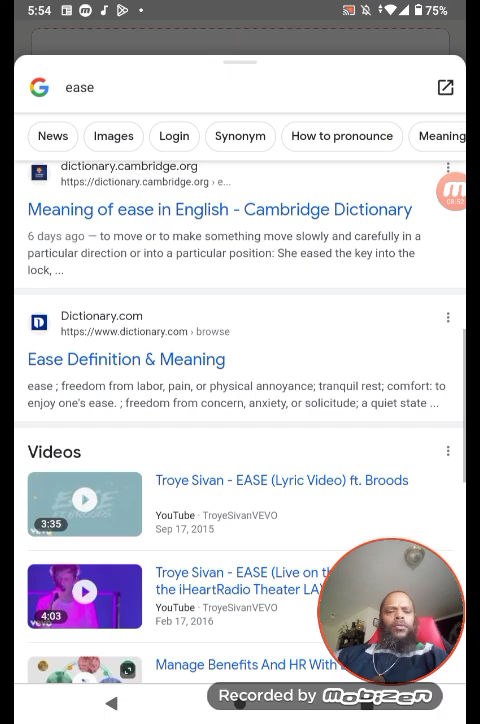 5:54
75%
ease
News
Images
Login
Synonym
How to pronounce
Meaning
dictionary.cambridge.org
https://dictionary.cambridge.org › e...
08:52
Meaning of ease in English - Cambridge Dictionary
6 days ago — to move or to make something move slowly and carefully in a
particular direction or into a particular position: She eased the key into the
lock, ...
Dictionary.com
https://www.dictionary.com › browse
Ease Definition & Meaning
ease ; freedom from labor, pain, or physical annoyance; tranquil rest; comfort: to
enjoy one's ease. ; freedom from concern, anxiety, or solicitude; a quiet state ...
Videos
EASE
3:35
Troye Sivan - EASE (Lyric Video) ft. Broods
YouTube · TroyeSivanVEVO
Sep 17, 2015
vevo
4:03
Troye Sivan - EASE (Live on th
the iHeartRadio Theater LA)
YouTube · TroyeSivanVEVO
Feb 17, 2016
Manage Benefits And HR With
Recorded by mobizen